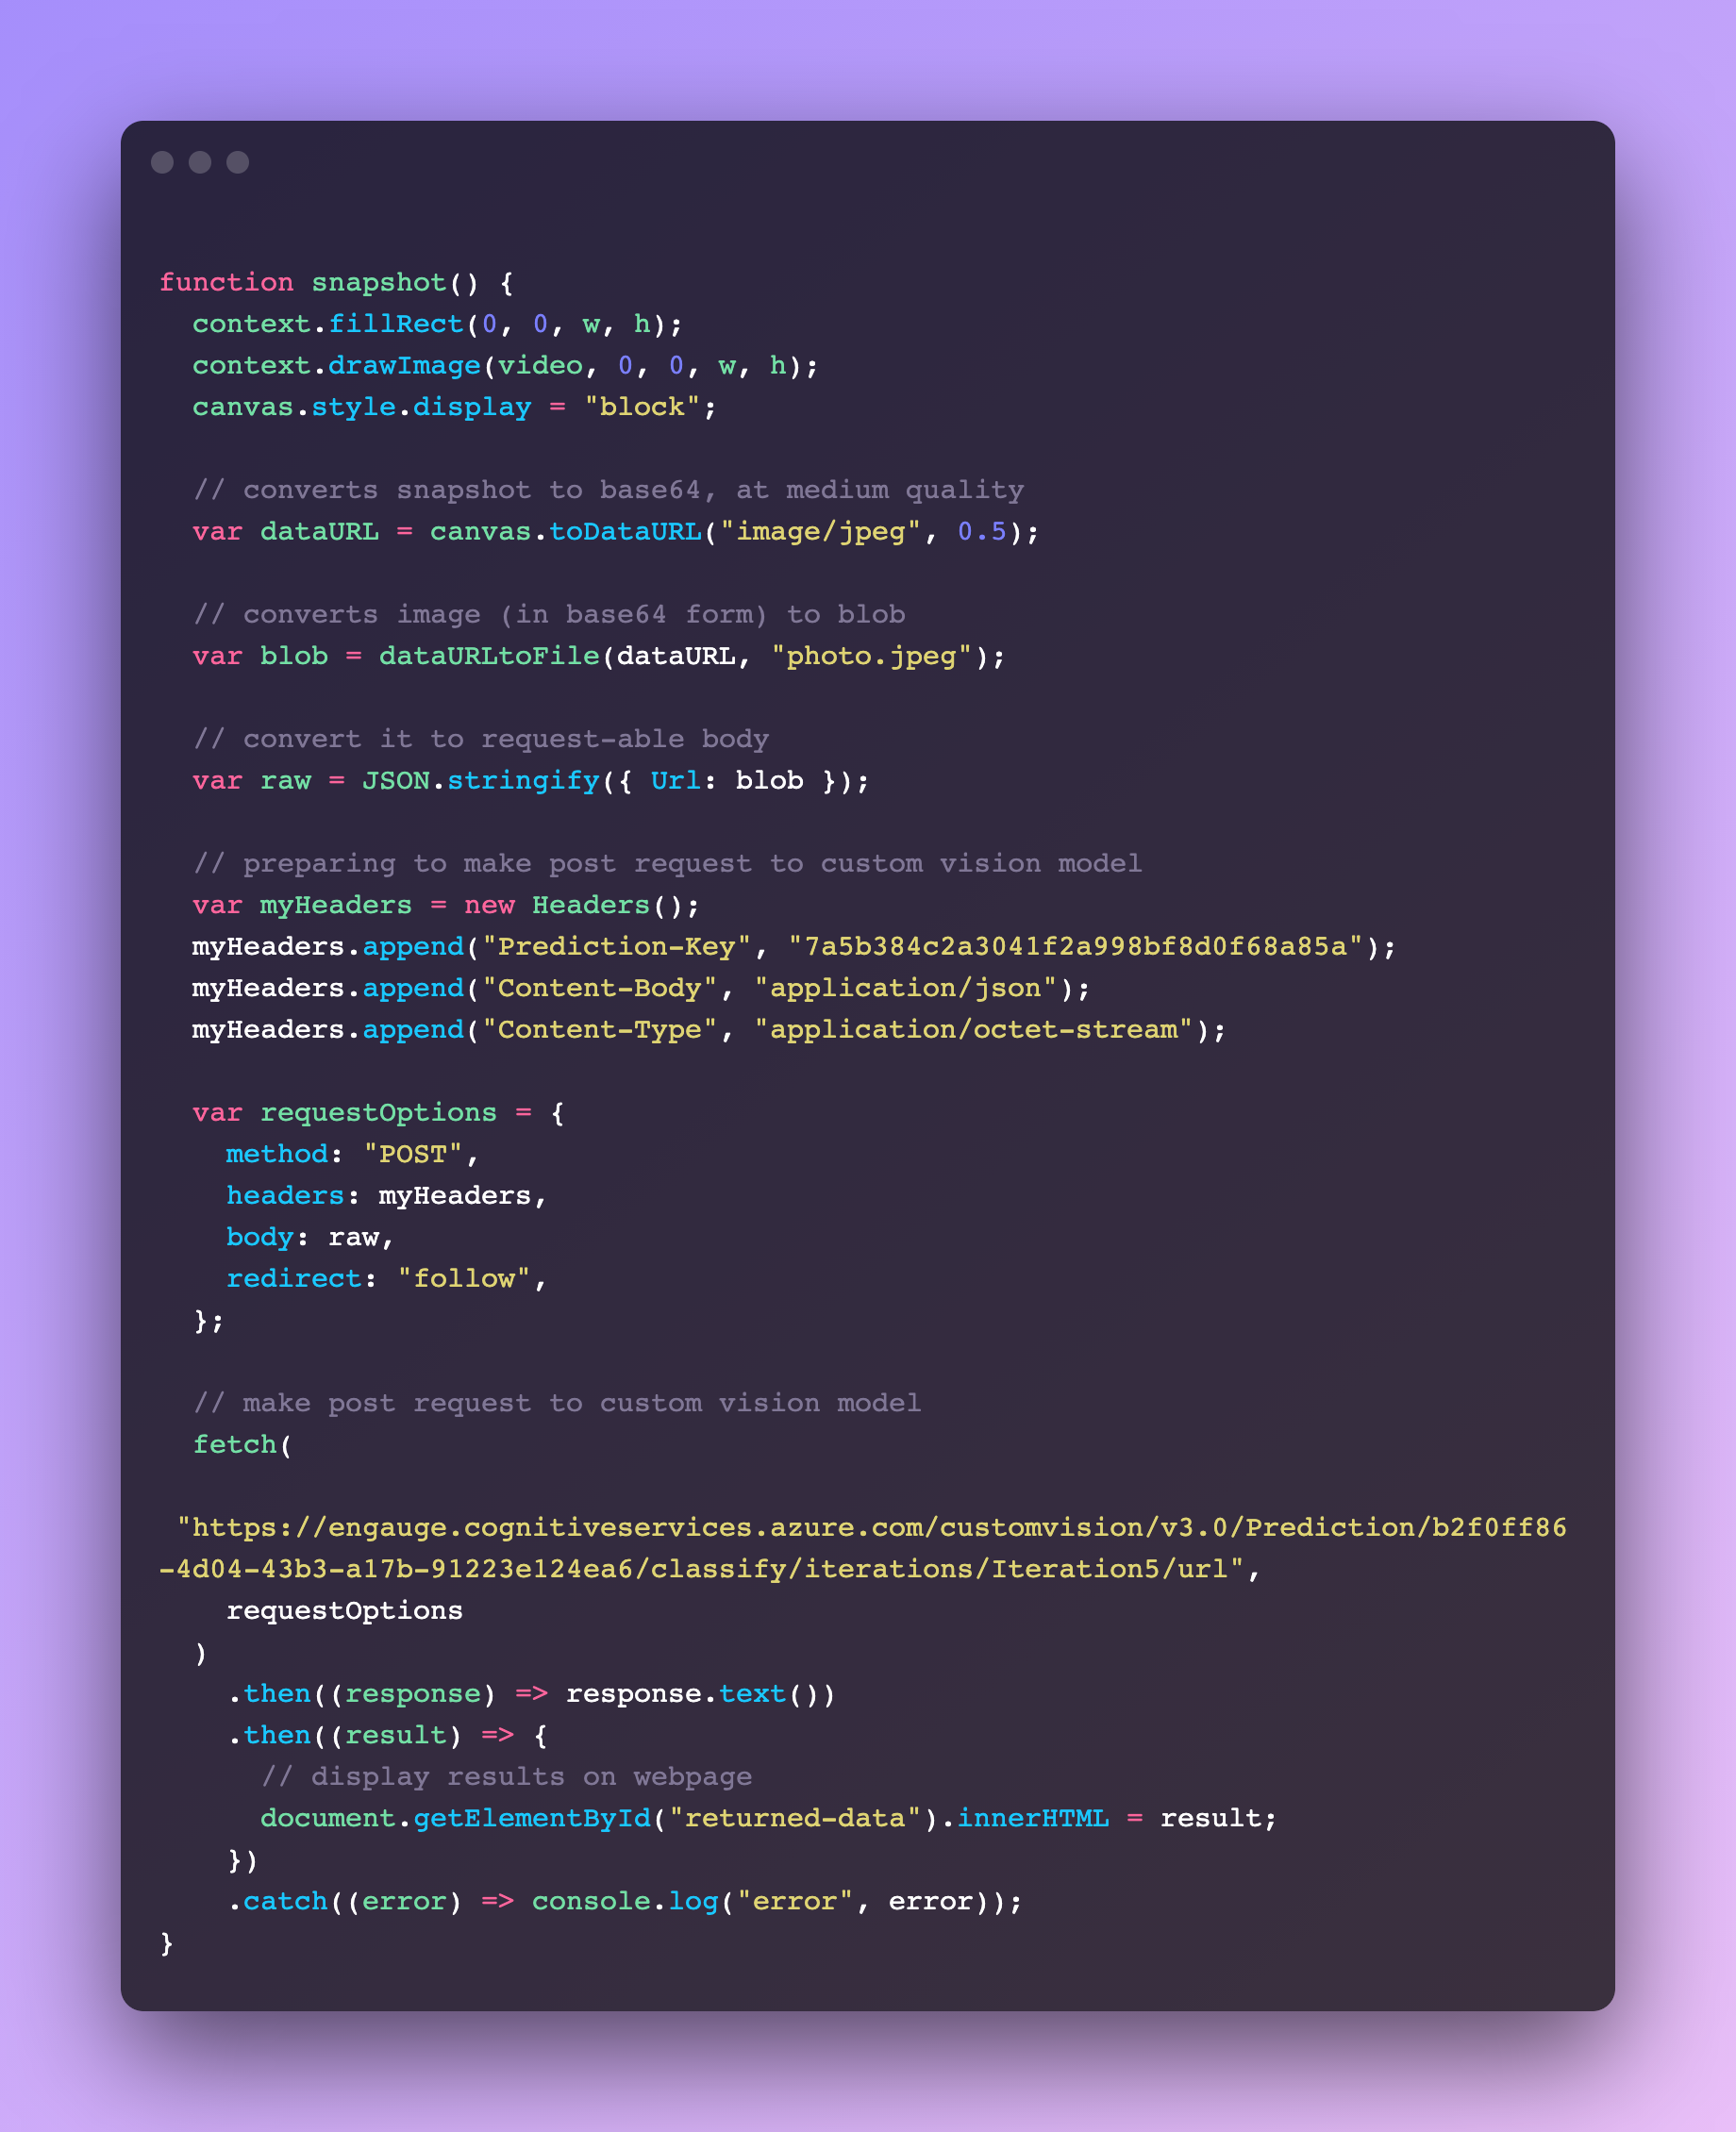 function snapshot() {
  context.fillRect(0, 0, w, h);
  context.drawImage(video, 0, 0, w, h);
  canvas.style.display = "block";

  // converts snapshot to base64, at medium quality
  var dataURL = canvas.toDataURL("image/jpeg", 0.5);

  // converts image (in base64 form) to blob
  var blob = dataURLtoFile(dataURL, "photo.jpeg");

  // convert it to request-able body
  var raw = JSON.stringify({ Url: blob });

  // preparing to make post request to custom vision model
  var myHeaders = new Headers();
  myHeaders.append("Prediction-Key", "7a5b384c2a3041f2a998bf8d0f68a85a");
  myHeaders.append("Content-Body", "application/json");
  myHeaders.append("Content-Type", "application/octet-stream");

  var requestOptions = {
    method: "POST",
    headers: myHeaders,
    body: raw,
    redirect: "follow",
  };

  // make post request to custom vision model
  fetch(

 "https://engauge.cognitiveservices.azure.com/customvision/v3.0/Prediction/b2f0ff86
-4d04-43b3-a17b-91223e124ea6/classify/iterations/Iteration5/url",
    requestOptions
  )
    .then((response) => response.text())
    .then((result) => {
      // display results on webpage
      document.getElementById("returned-data").innerHTML = result;
    })
    .catch((error) => console.log("error", error));
}